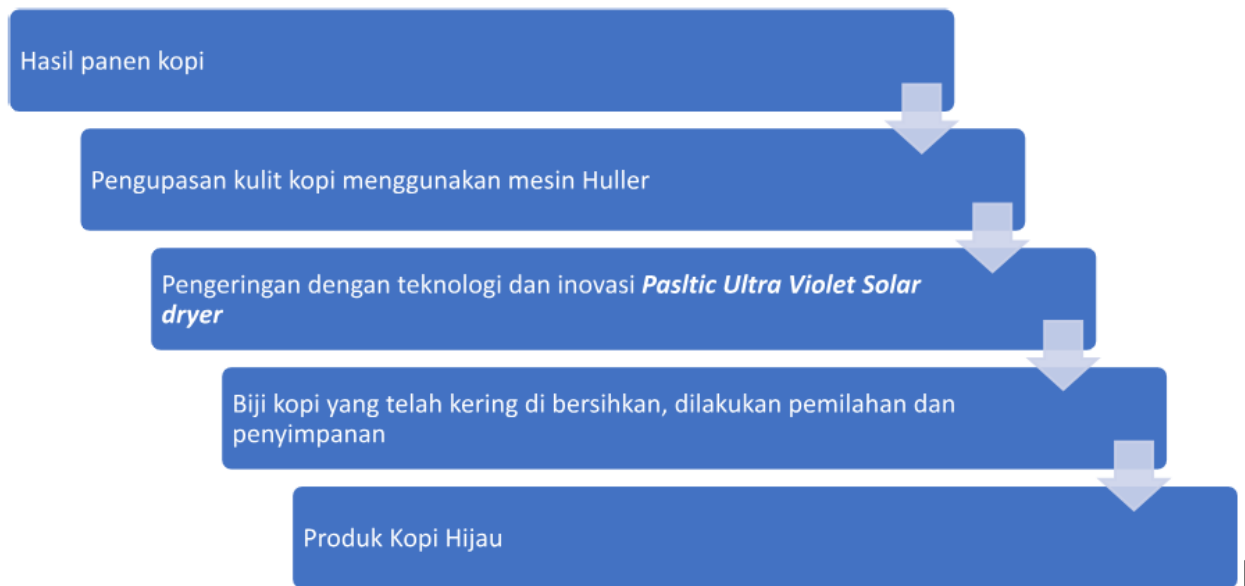 Hasil panen kopi
Pengupasan kulit kopi menggunakan mesin Huller
Pengeringan dengan teknologi dan inovasi Pasltic Ultra Violet Solar
dryer
Biji kopi yang telah kering di bersihkan, dilakukan pemilahan dan
penyimpanan
Produk Kopi Hijau